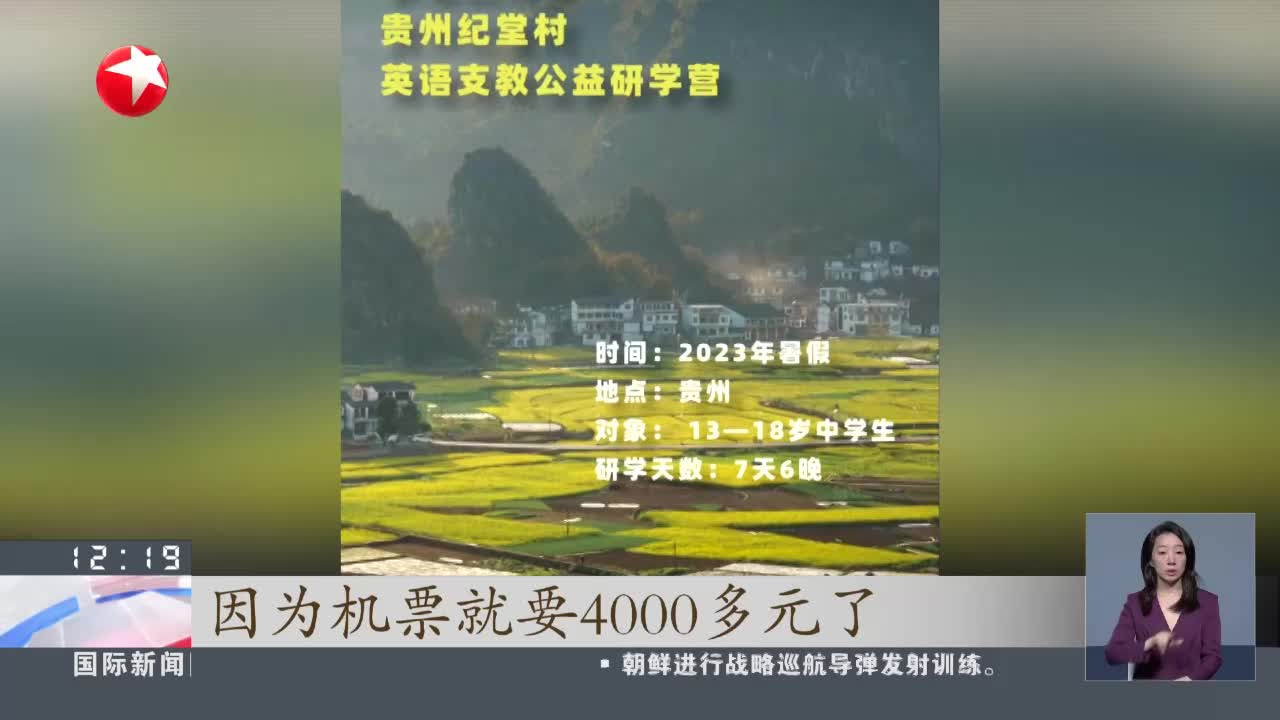 贵州纪堂村
英语支教公益研学营
时间：2023年暑假
地点：贵州
对象： 13—18岁中学生
研学天数：7天6晚
12:19
因为机票就要4000多元了
国际新闻
▪ 朝鲜进行战略巡航导弹发射训练。